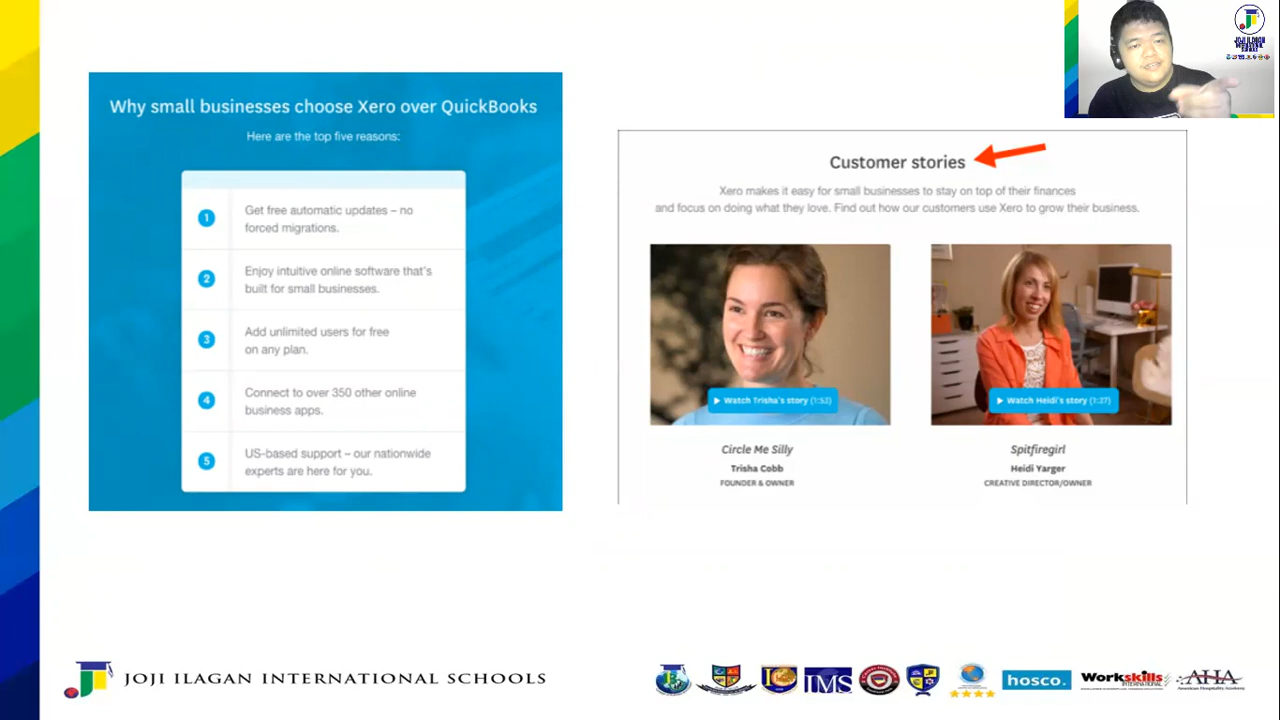 Why small businesses choose Xero over QuickBooks
Here are the top five reasons:
1
Get free automatic updates – no
forced migrations.
2
Enjoy intuitive online software that's
built for small businesses.
3
Add unlimited users for free
on any plan.
4
Connect to over 350 other online
business apps.
5
US-based support – our nationwide
experts are here for you.
Customer stories
Xero makes it easy for small businesses to stay on top of their finances
and focus on doing what they love. Find out how our customers use Xero to grow their business.
Watch Trisha's story (1:52)
Watch Heidi's story (1:27)
Circle Me Silly
Trisha Cobb
FOUNDER & OWNER
Spitfiregirl
Heidi Yarger
CREATIVE DIRECTOR/OWNER
JOJI ILAGAN INTERNATIONAL SCHOOLS
IMS
hosco.
Workskills
INTERNATIONAL
AHA
American Hospitality Academy